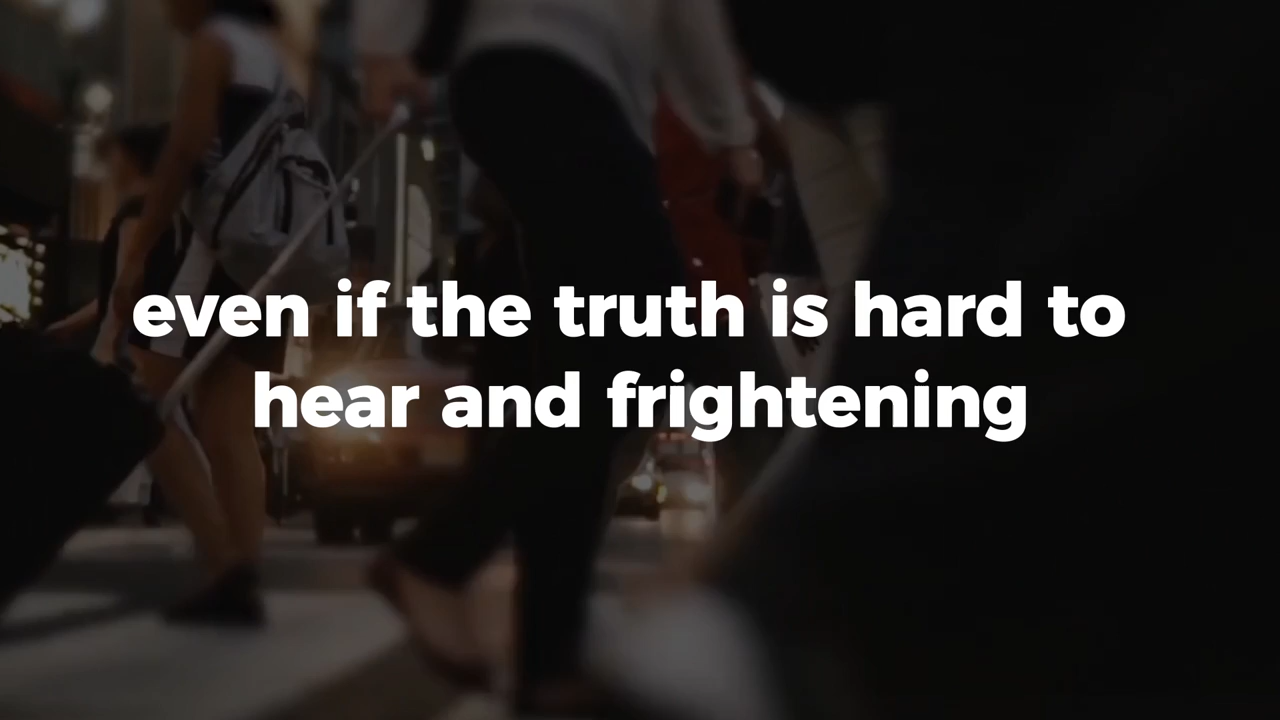 even if the truth is hard to
hear and frightening